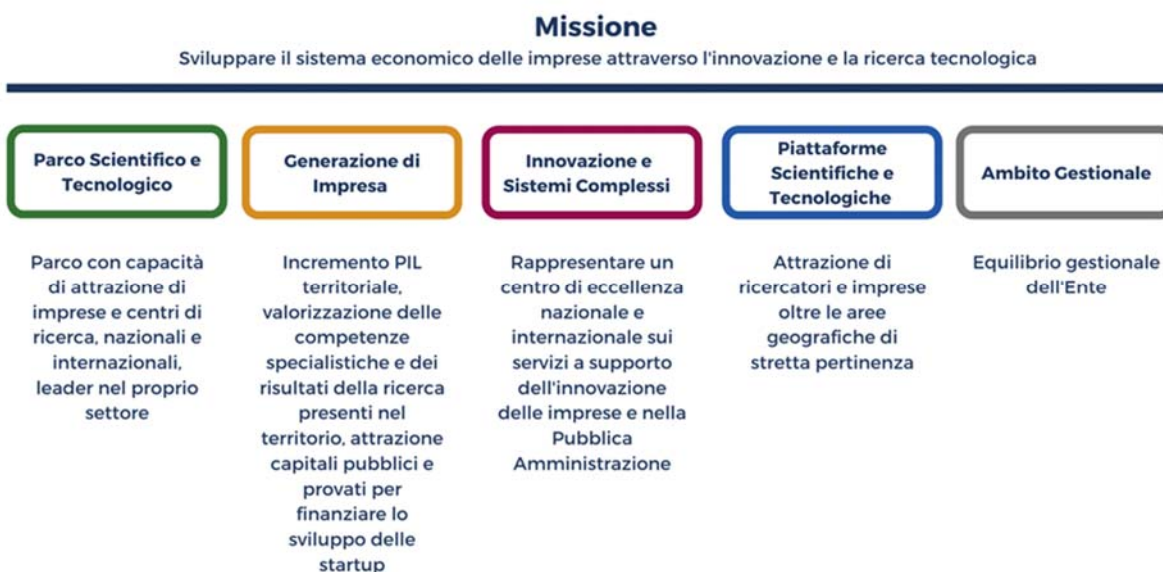 Missione
Sviluppare il sistema economico delle imprese attraverso l'innovazione e la ricerca tecnologica
Parco Scientifico e
Tecnologico
Parco con capacità
di attrazione di
imprese e centri di
ricerca, nazionali e
internazionali,
leader nel proprio
settore
Generazione di
Impresa
Incremento PIL
territoriale,
valorizzazione delle
competenze
specialistiche e dei
risultati della ricerca
presenti nel
territorio, attrazione
capitali pubblici e
provati per
finanziare lo
sviluppo delle
startup
Innovazione e
Sistemi Complessi
Rappresentare un
centro di eccellenza
nazionale e
internazionale sui
servizi a supporto
dell'innovazione
delle imprese e nella
Pubblica
Amministrazione
Piattaforme
Scientifiche e
Tecnologiche
Attrazione di
ricercatori e imprese
oltre le aree
geografiche di
stretta pertinenza
Ambito Gestionale
Equilibrio gestionale
dell'Ente